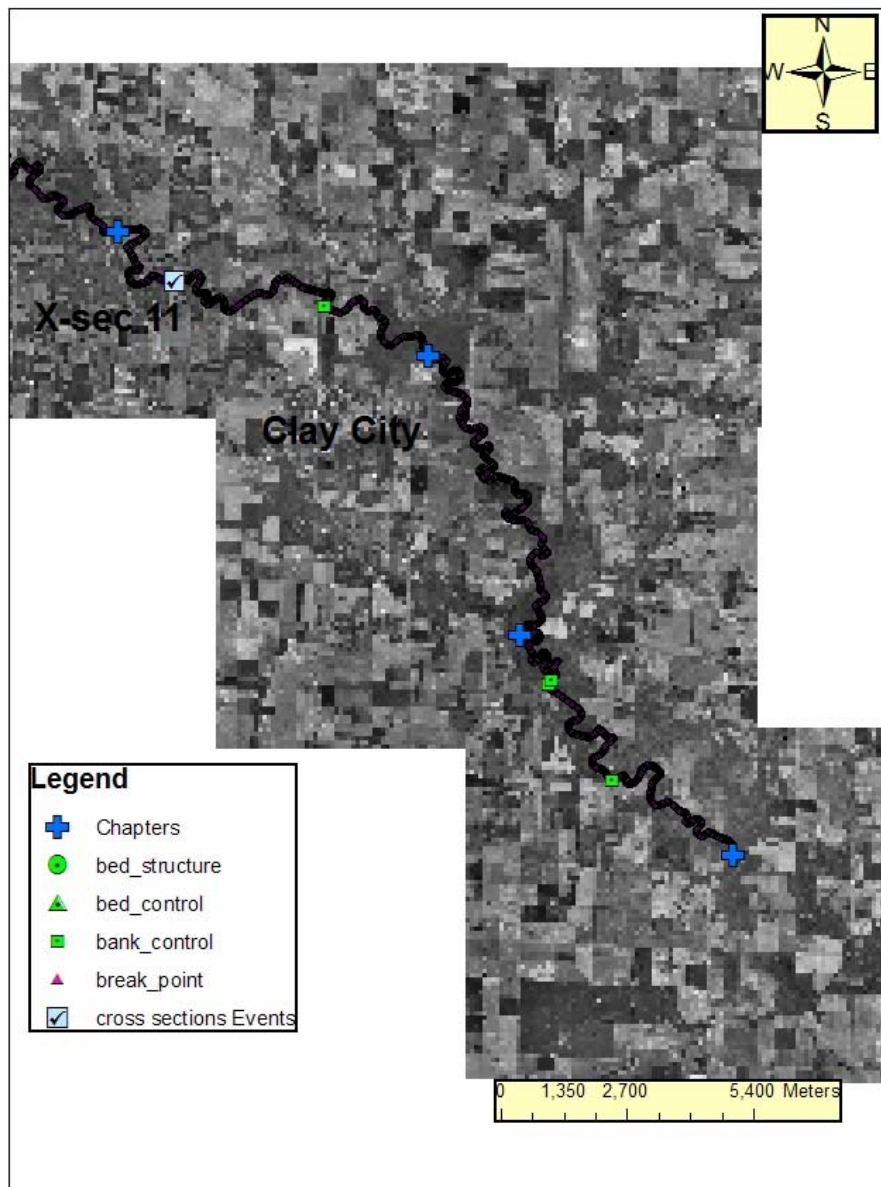 N
W E
S
X-sec 11
Clay City
Legend
Chapters
bed_structure
bed_control
bank_control
break_point
cross sections Events
0 1,350 2,700 5,400 Meters